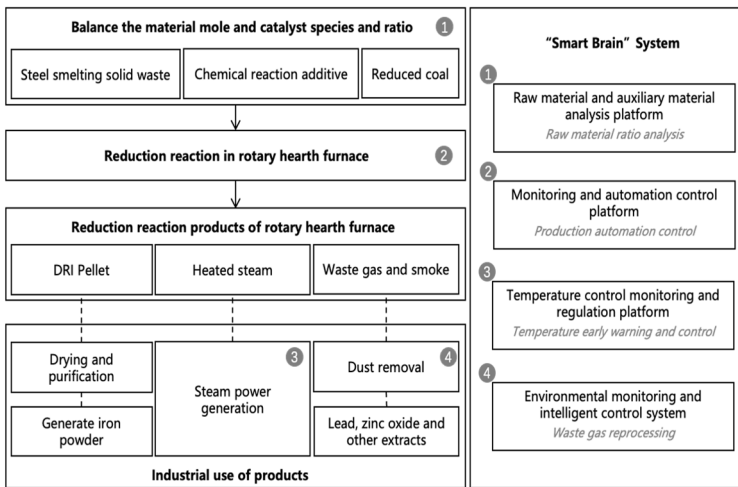 Balance the material mole and catalyst species and ratio 1
Steel smelting solid waste
Chemical reaction additive
Reduced coal
Reduction reaction in rotary hearth furnace 2
Reduction reaction products of rotary hearth furnace
DRI Pellet
Heated steam
Waste gas and smoke
Drying and
purification
Generate iron
powder
3
Steam power
generation
4
Dust removal
Lead, zinc oxide and
other extracts
Industrial use of products
“Smart Brain” System
1
Raw material and auxiliary material
analysis platform
Raw material ratio analysis
2
Monitoring and automation control
platform
Production automation control
3
Temperature control monitoring and
regulation platform
Temperature early warning and control
4
Environmental monitoring and
intelligent control system
Waste gas reprocessing